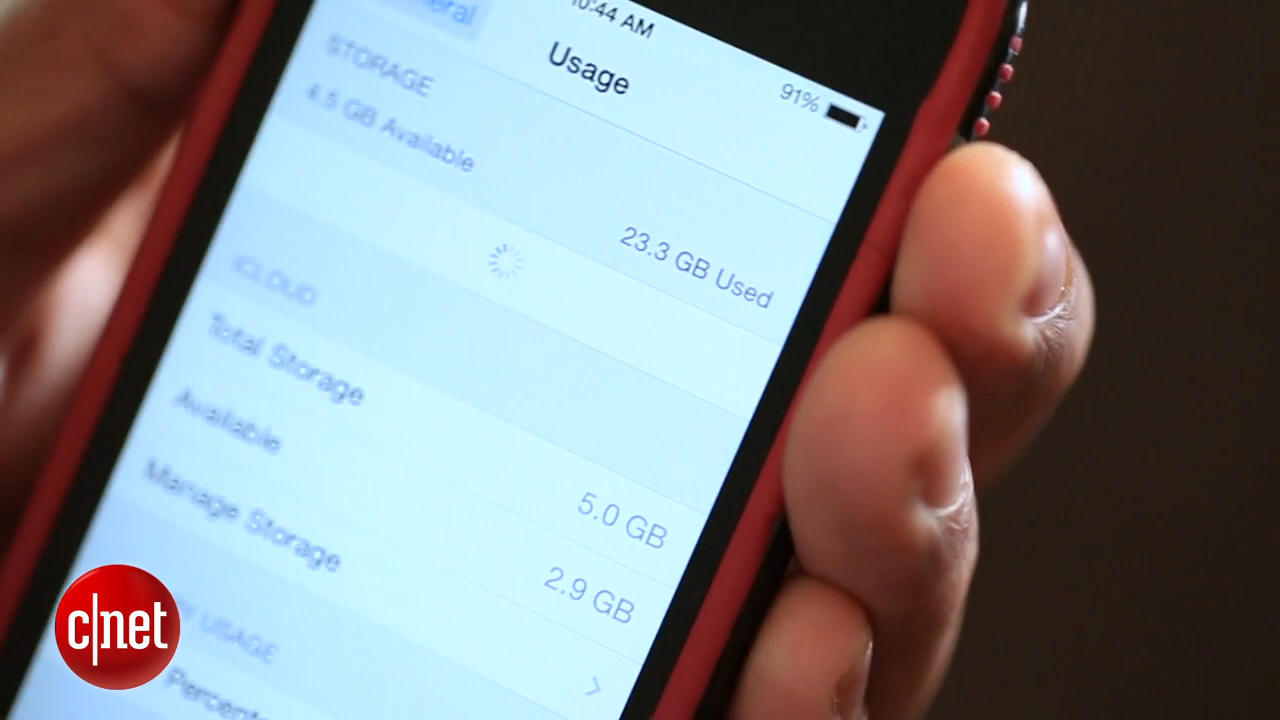 10:44 AM
91%
Usage
STORAGE
4.5 GB Available
23.3 GB Used
ICLOUD
Total Storage
5.0 GB
Available
2.9 GB
Manage Storage
USAGE
c|net